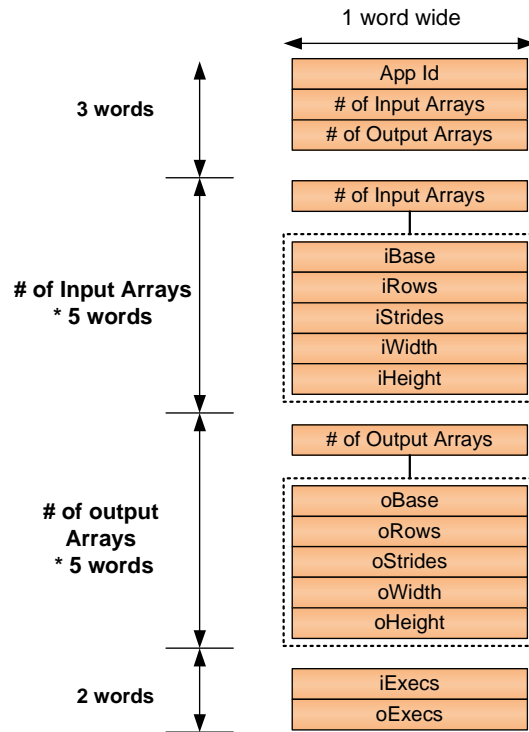 1 word wide
3 words
App Id
# of Input Arrays
# of Output Arrays
# of Input Arrays
* 5 words
# of Input Arrays
iBase
iRows
iStrides
iWidth
iHeight
# of output
Arrays
* 5 words
# of Output Arrays
oBase
oRows
oStrides
oWidth
oHeight
2 words
iExecs
oExecs